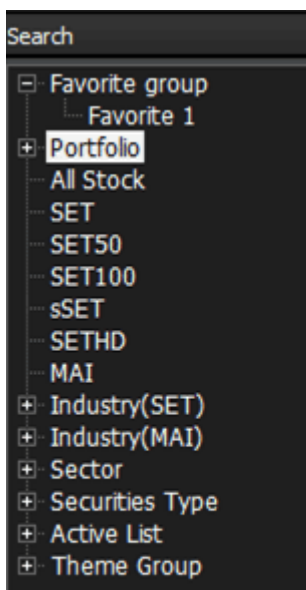 Search
Favorite group
Favorite 1
Portfolio
All Stock
SET
SET50
SET100
sSET
SETHD
MAI
Industry(SET)
Industry(MAI)
Sector
Securities Type
Active List
Theme Group